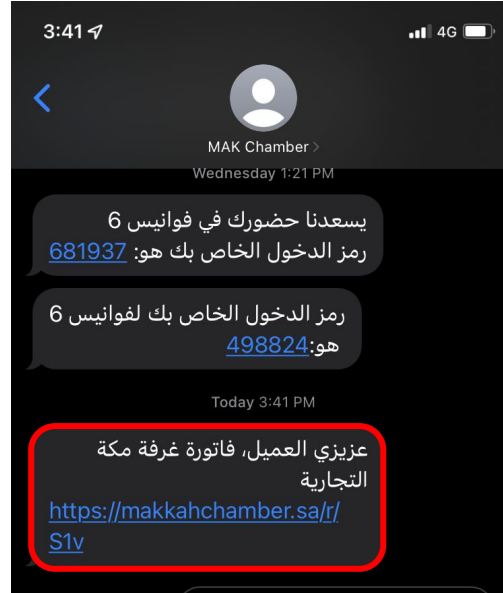 3:41
4G
MAK Chamber
Wednesday 1:21 PM
يسعدنا حضورك في فوانيس 6
رمز الدخول الخاص بك هو: 681937
رمز الدخول الخاص بك لفوانيس 6
هو:498824
Today 3:41 PM
عزيزي العميل، فاتورة غرفة مكة
التجارية
https://makkahchamber.sa/r/
S1v